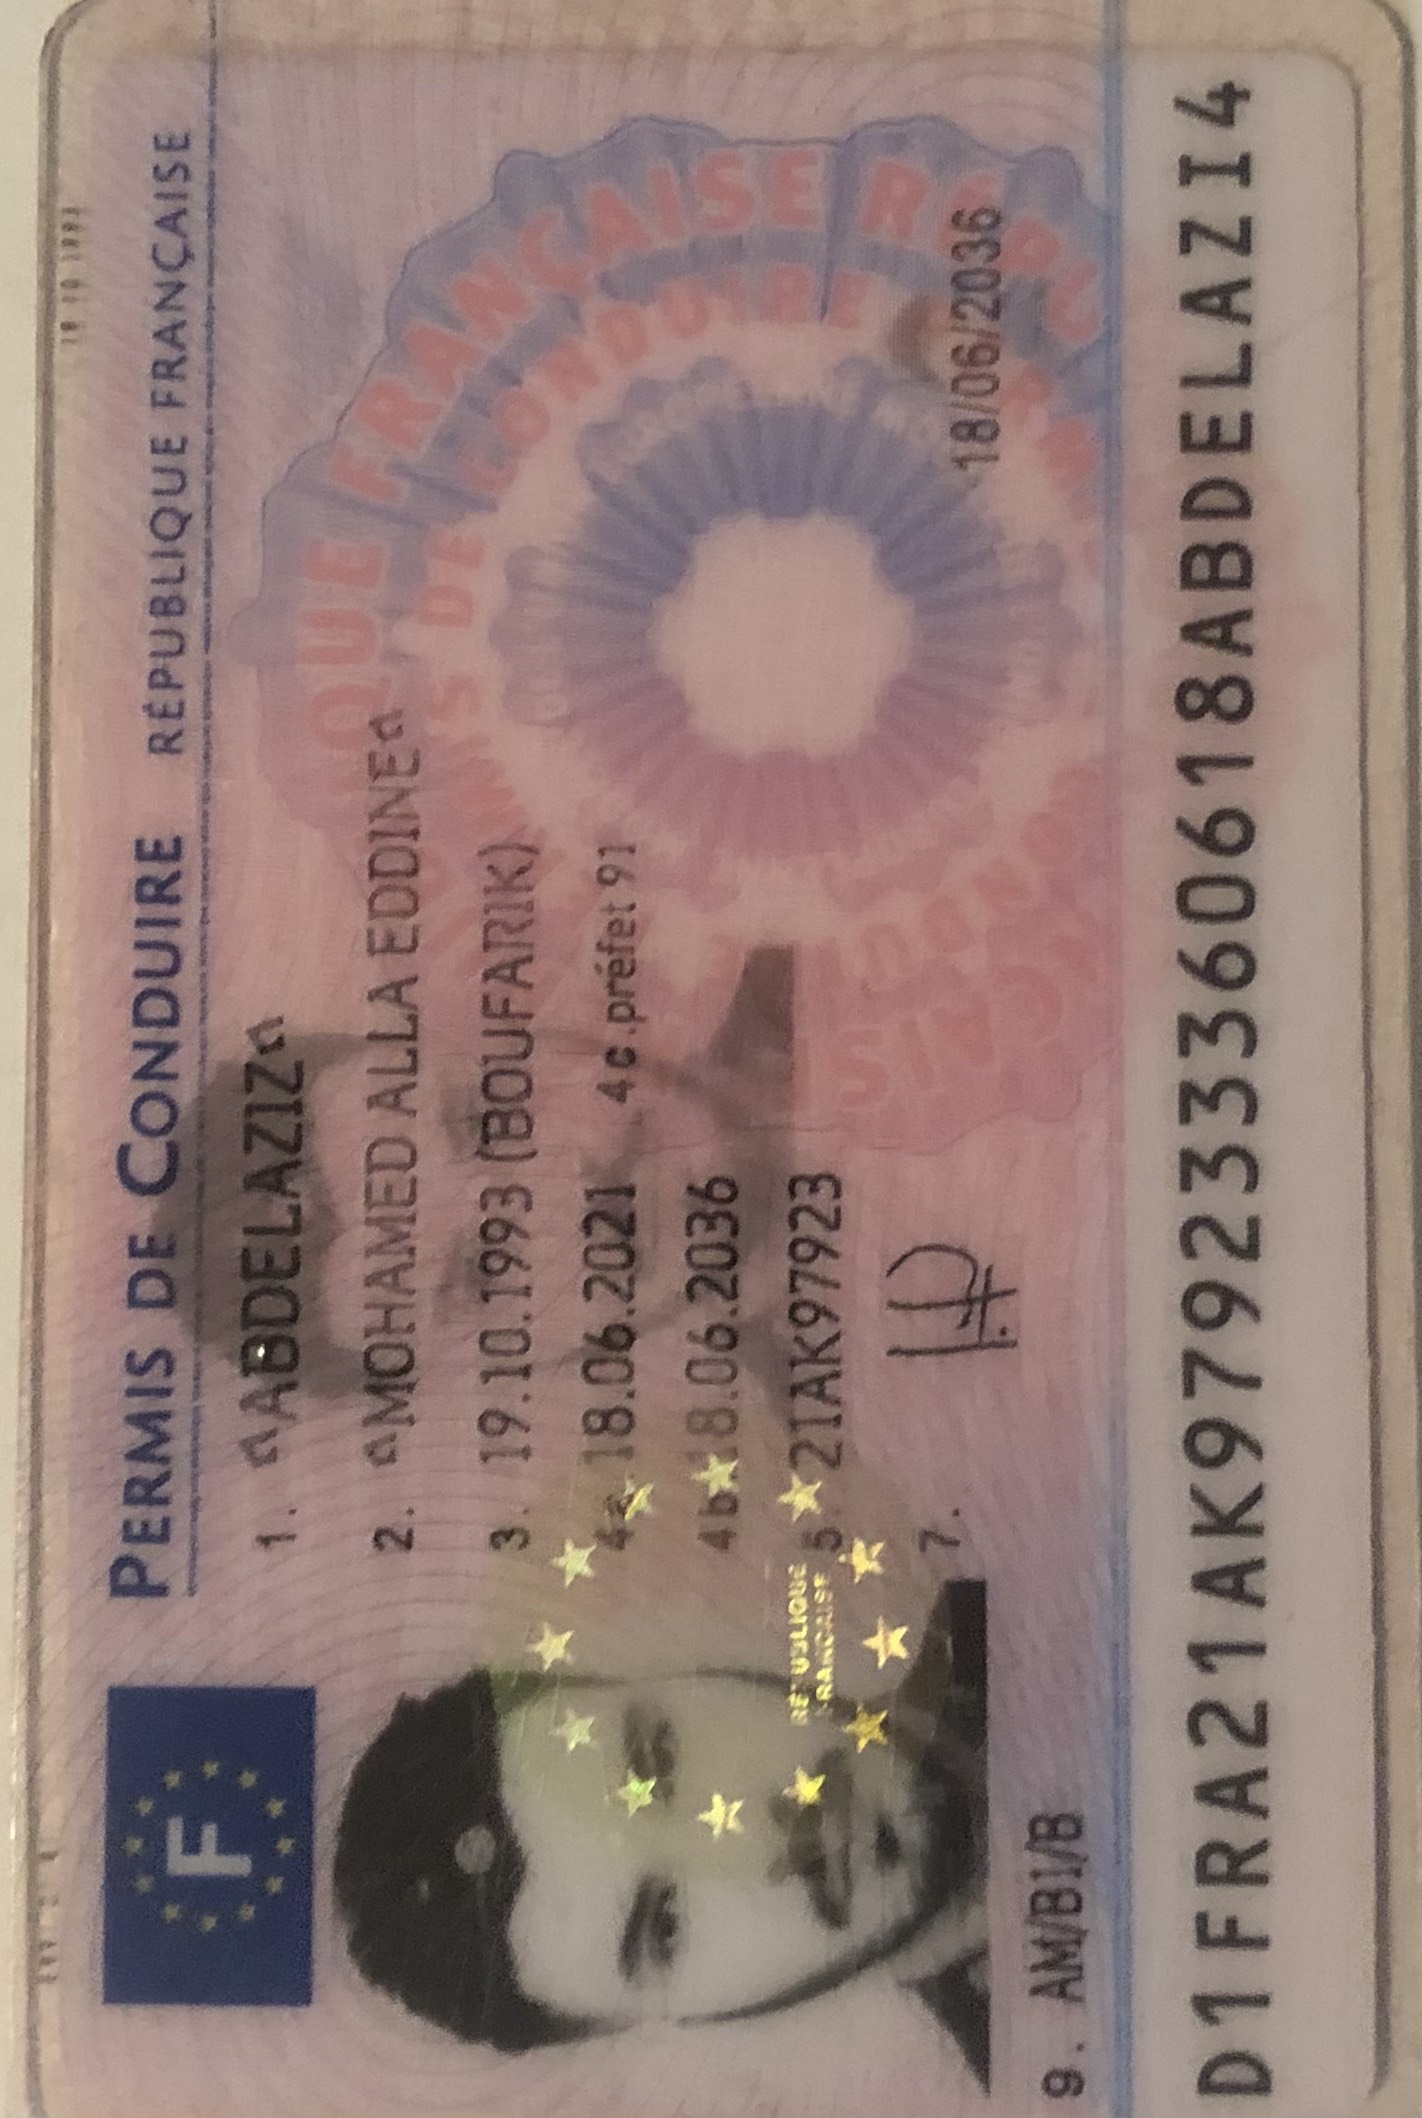 PERMIS DE CONDUIRE RÉPUBLIQUE FRANÇAISE
F
1. ABDELAZIZ
2. MOHAMED ALLA EDDINE
3. 19.10.1993 (BOUFARIK)
4a. 18.06.2021 4c.préfet 91
4b. 18.06.2036
5. 21AK97923
RÉPUBLIQUE
FRANÇAISE
7.
18/06/2036
9. AM/B1/B
D1FRA21AK979233360618ABDELAZI4